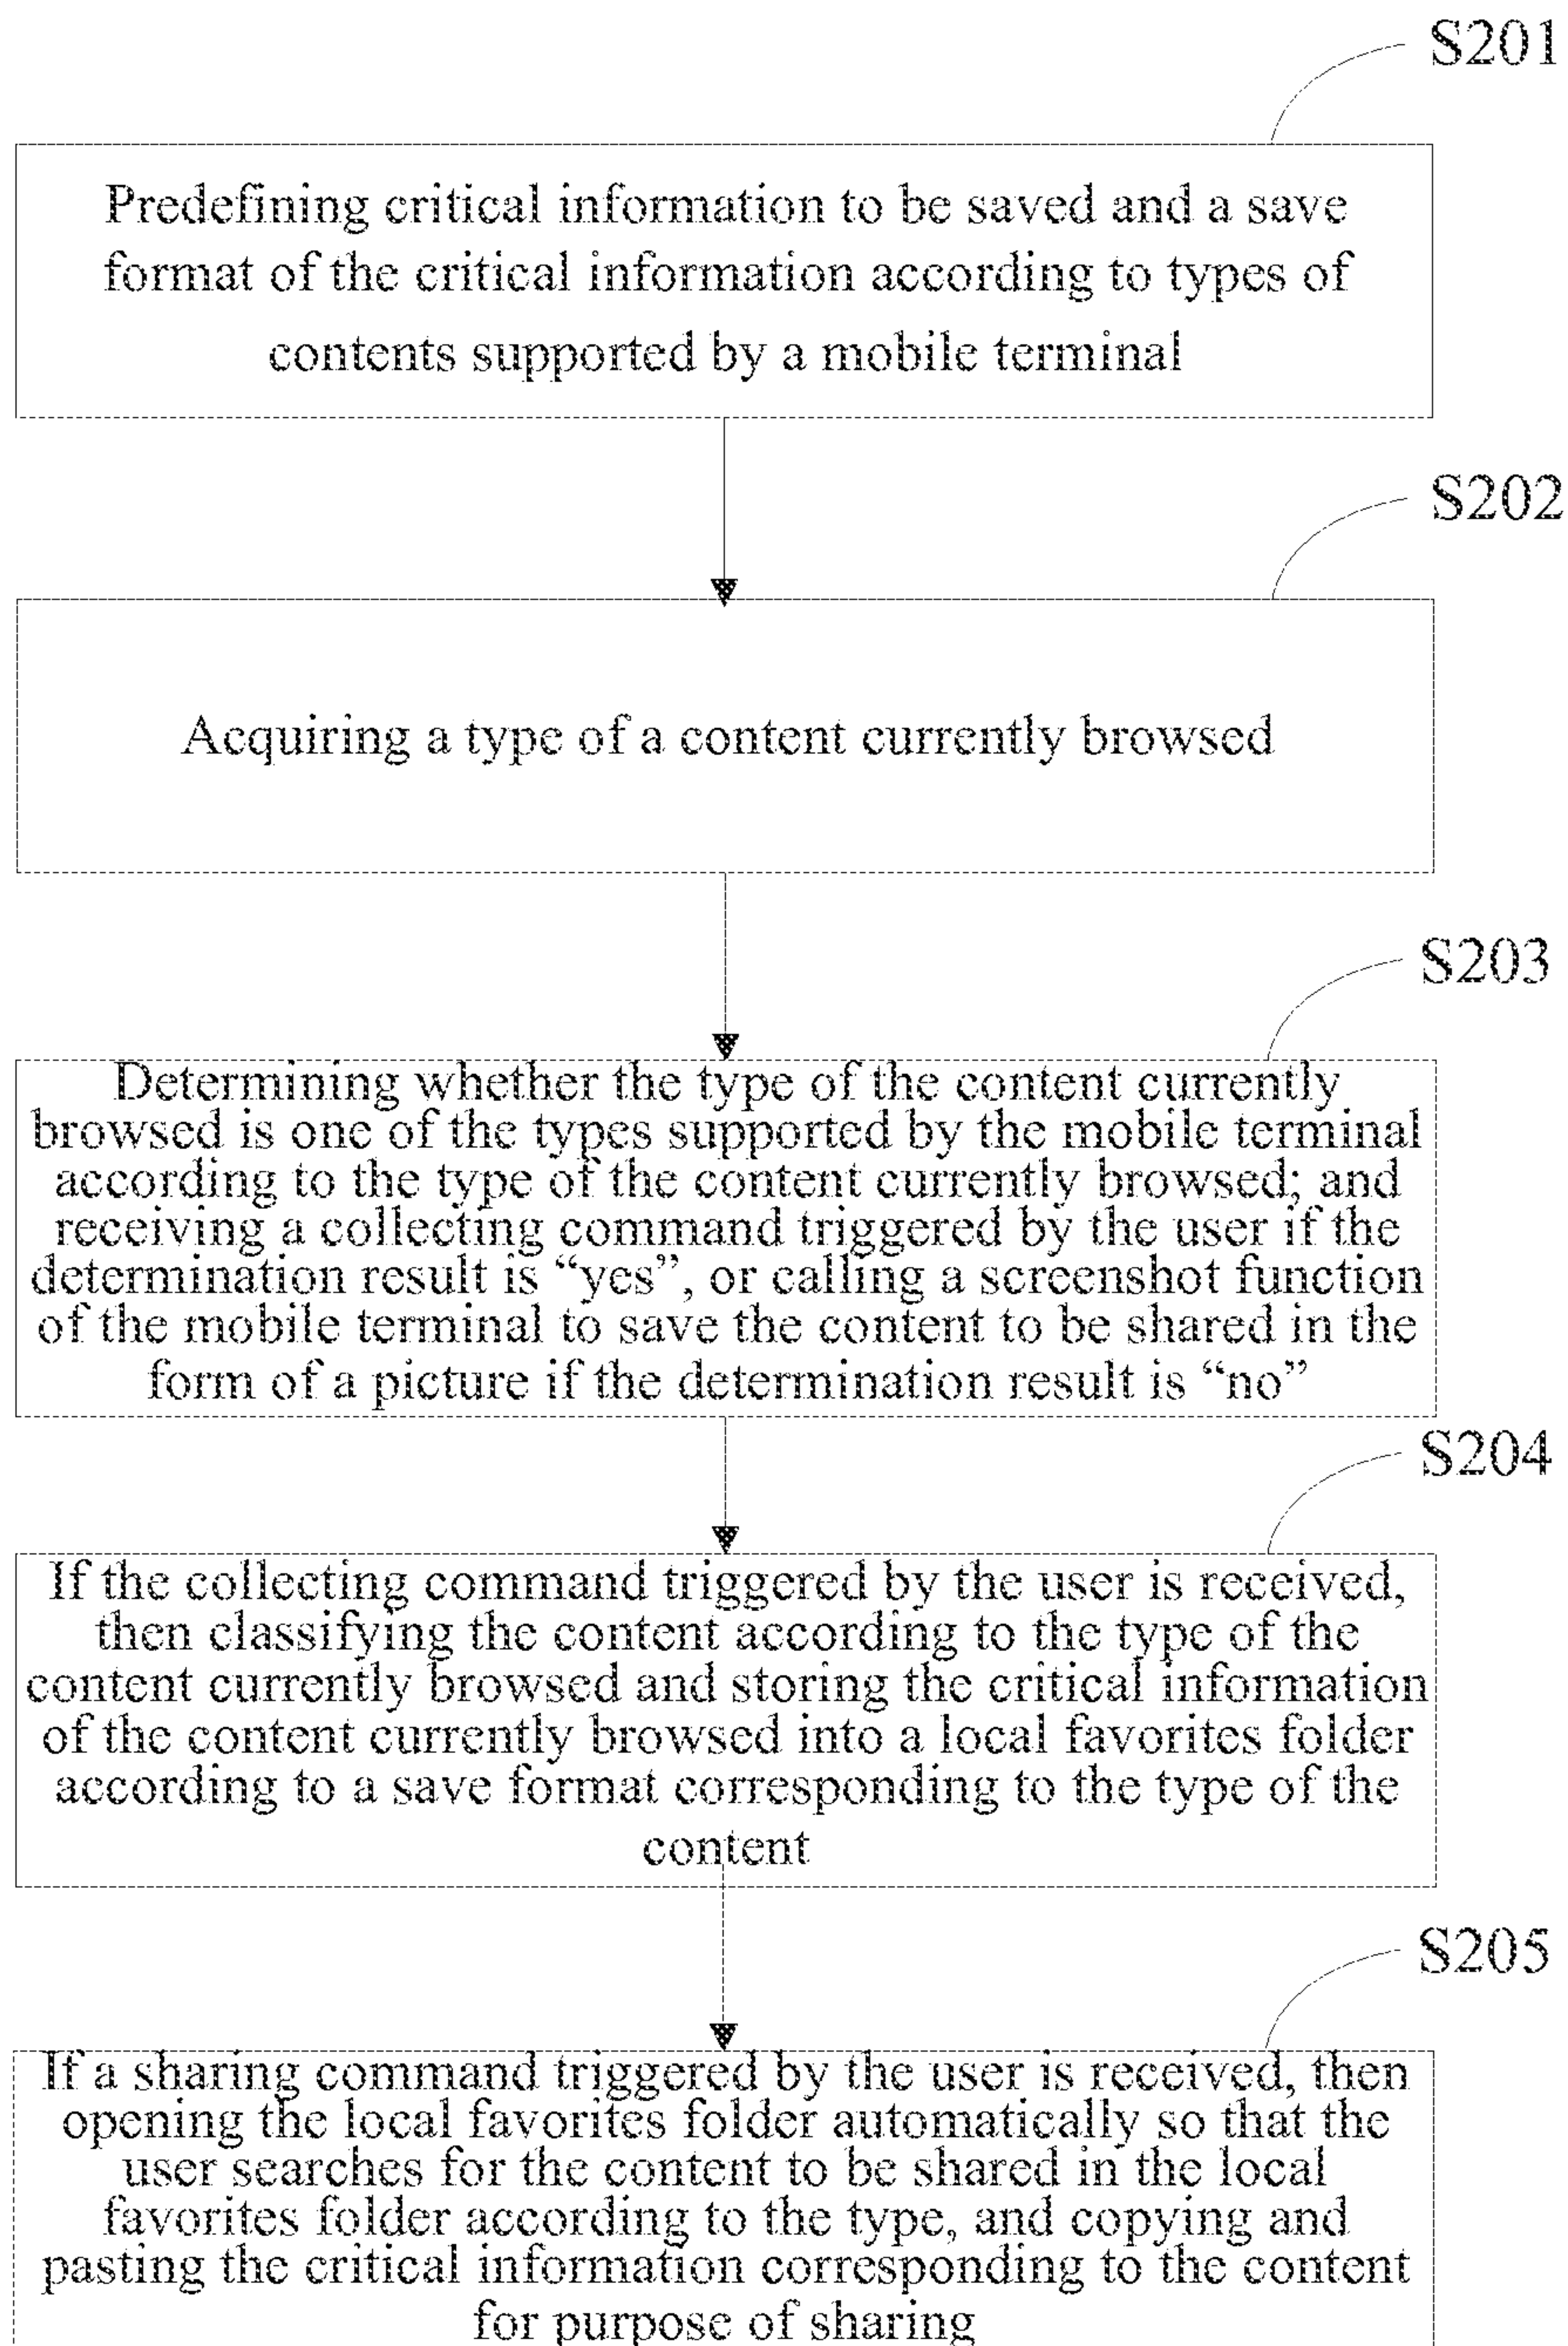 S201
Predefining critical information to be saved and a save
format of the critical information according to types of
contents supported by a mobile terminal
S202
Acquiring a type of a content currently browsed
S203
Determining whether the type of the content currently
browsed is one of the types supported by the mobile terminal
according to the type of the content currently browsed; and
receiving a collecting command triggered by the user if the
determination result is “yes”, or calling a screenshot function
of the mobile terminal to save the content to be shared in the
form of a picture if the determination result is “no”
S204
If the collecting command triggered by the user is received,
then classifying the content according to the type of the
content currently browsed and storing the critical information
of the content currently browsed into a local favorites folder
according to a save format corresponding to the type of the
content
S205
If a sharing command triggered by the user is received, then
opening the local favorites folder automatically so that the
user searches for the content to be shared in the local
favorites folder according to the type, and copying and
pasting the critical information corresponding to the content
for purpose of sharing